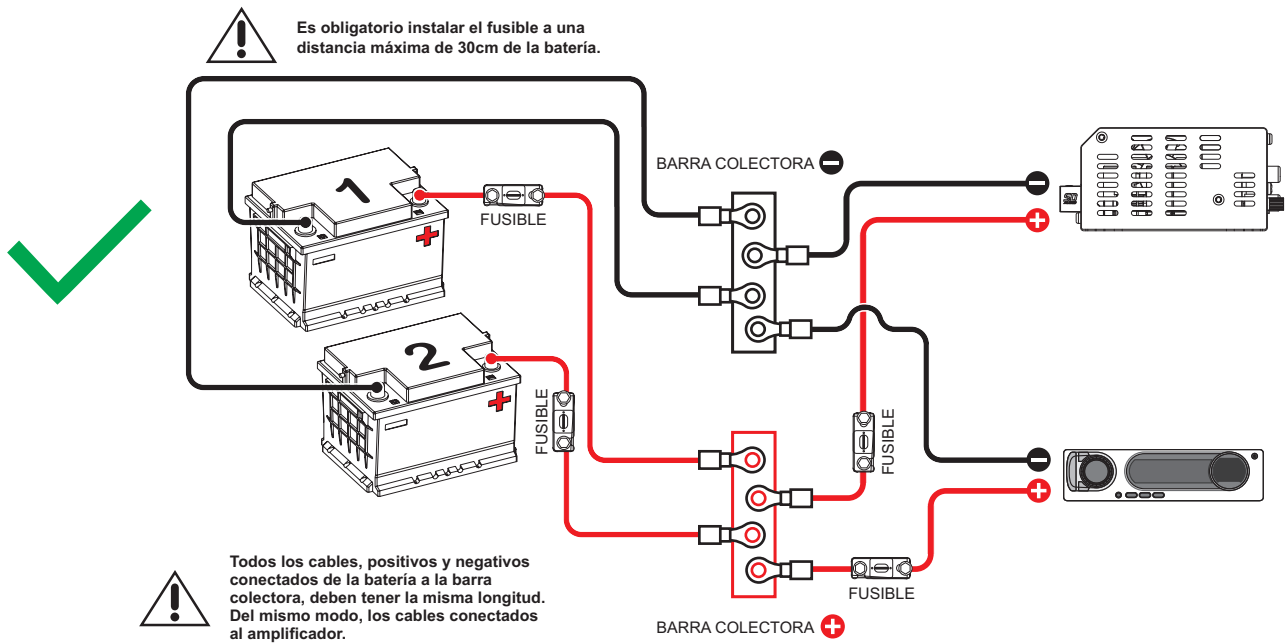 Es obligatorio instalar el fusible a una
distancia máxima de 30cm de la batería.
BARRA COLECTORA
1
FUSIBLE
2
FUSIBLE
FUSIBLE
FUSIBLE
BARRA COLECTORA
Todos los cables, positivos y negativos
conectados de la batería a la barra
colectora, deben tener la misma longitud.
Del mismo modo, los cables conectados
al amplificador.